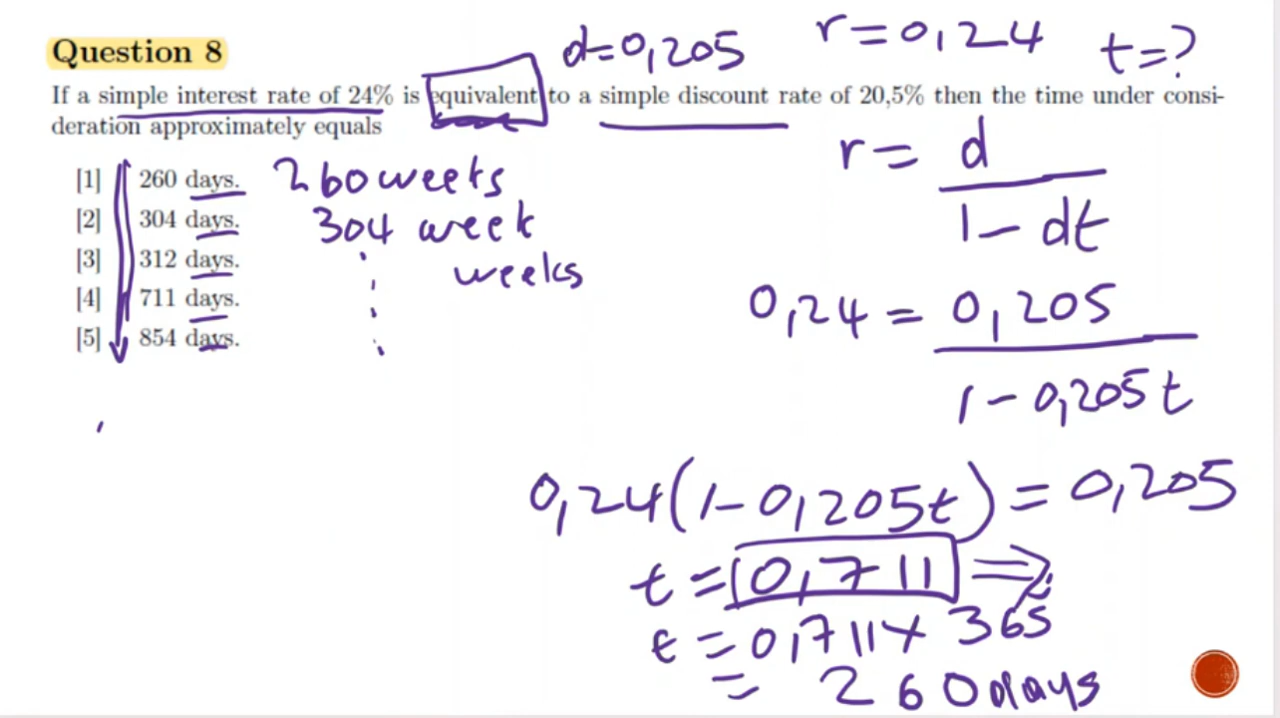 Question 8
d=0,205
r=0,24
t=?
If a simple interest rate of 24% is equivalent to a simple discount rate of 20,5% then the time under consi-
deration approximately equals
[1] 260 days.
[2] 304 days.
[3] 312 days.
[4] 711 days.
[5] 854 days.
260 weeks
304 week
weeks
r = d
1 - dt
0,24 = 0,205
1 - 0,205t
0,24(1-0,205t) = 0,205
t = 0,711 ⇒
t = 0,711 x 365
= 260 days